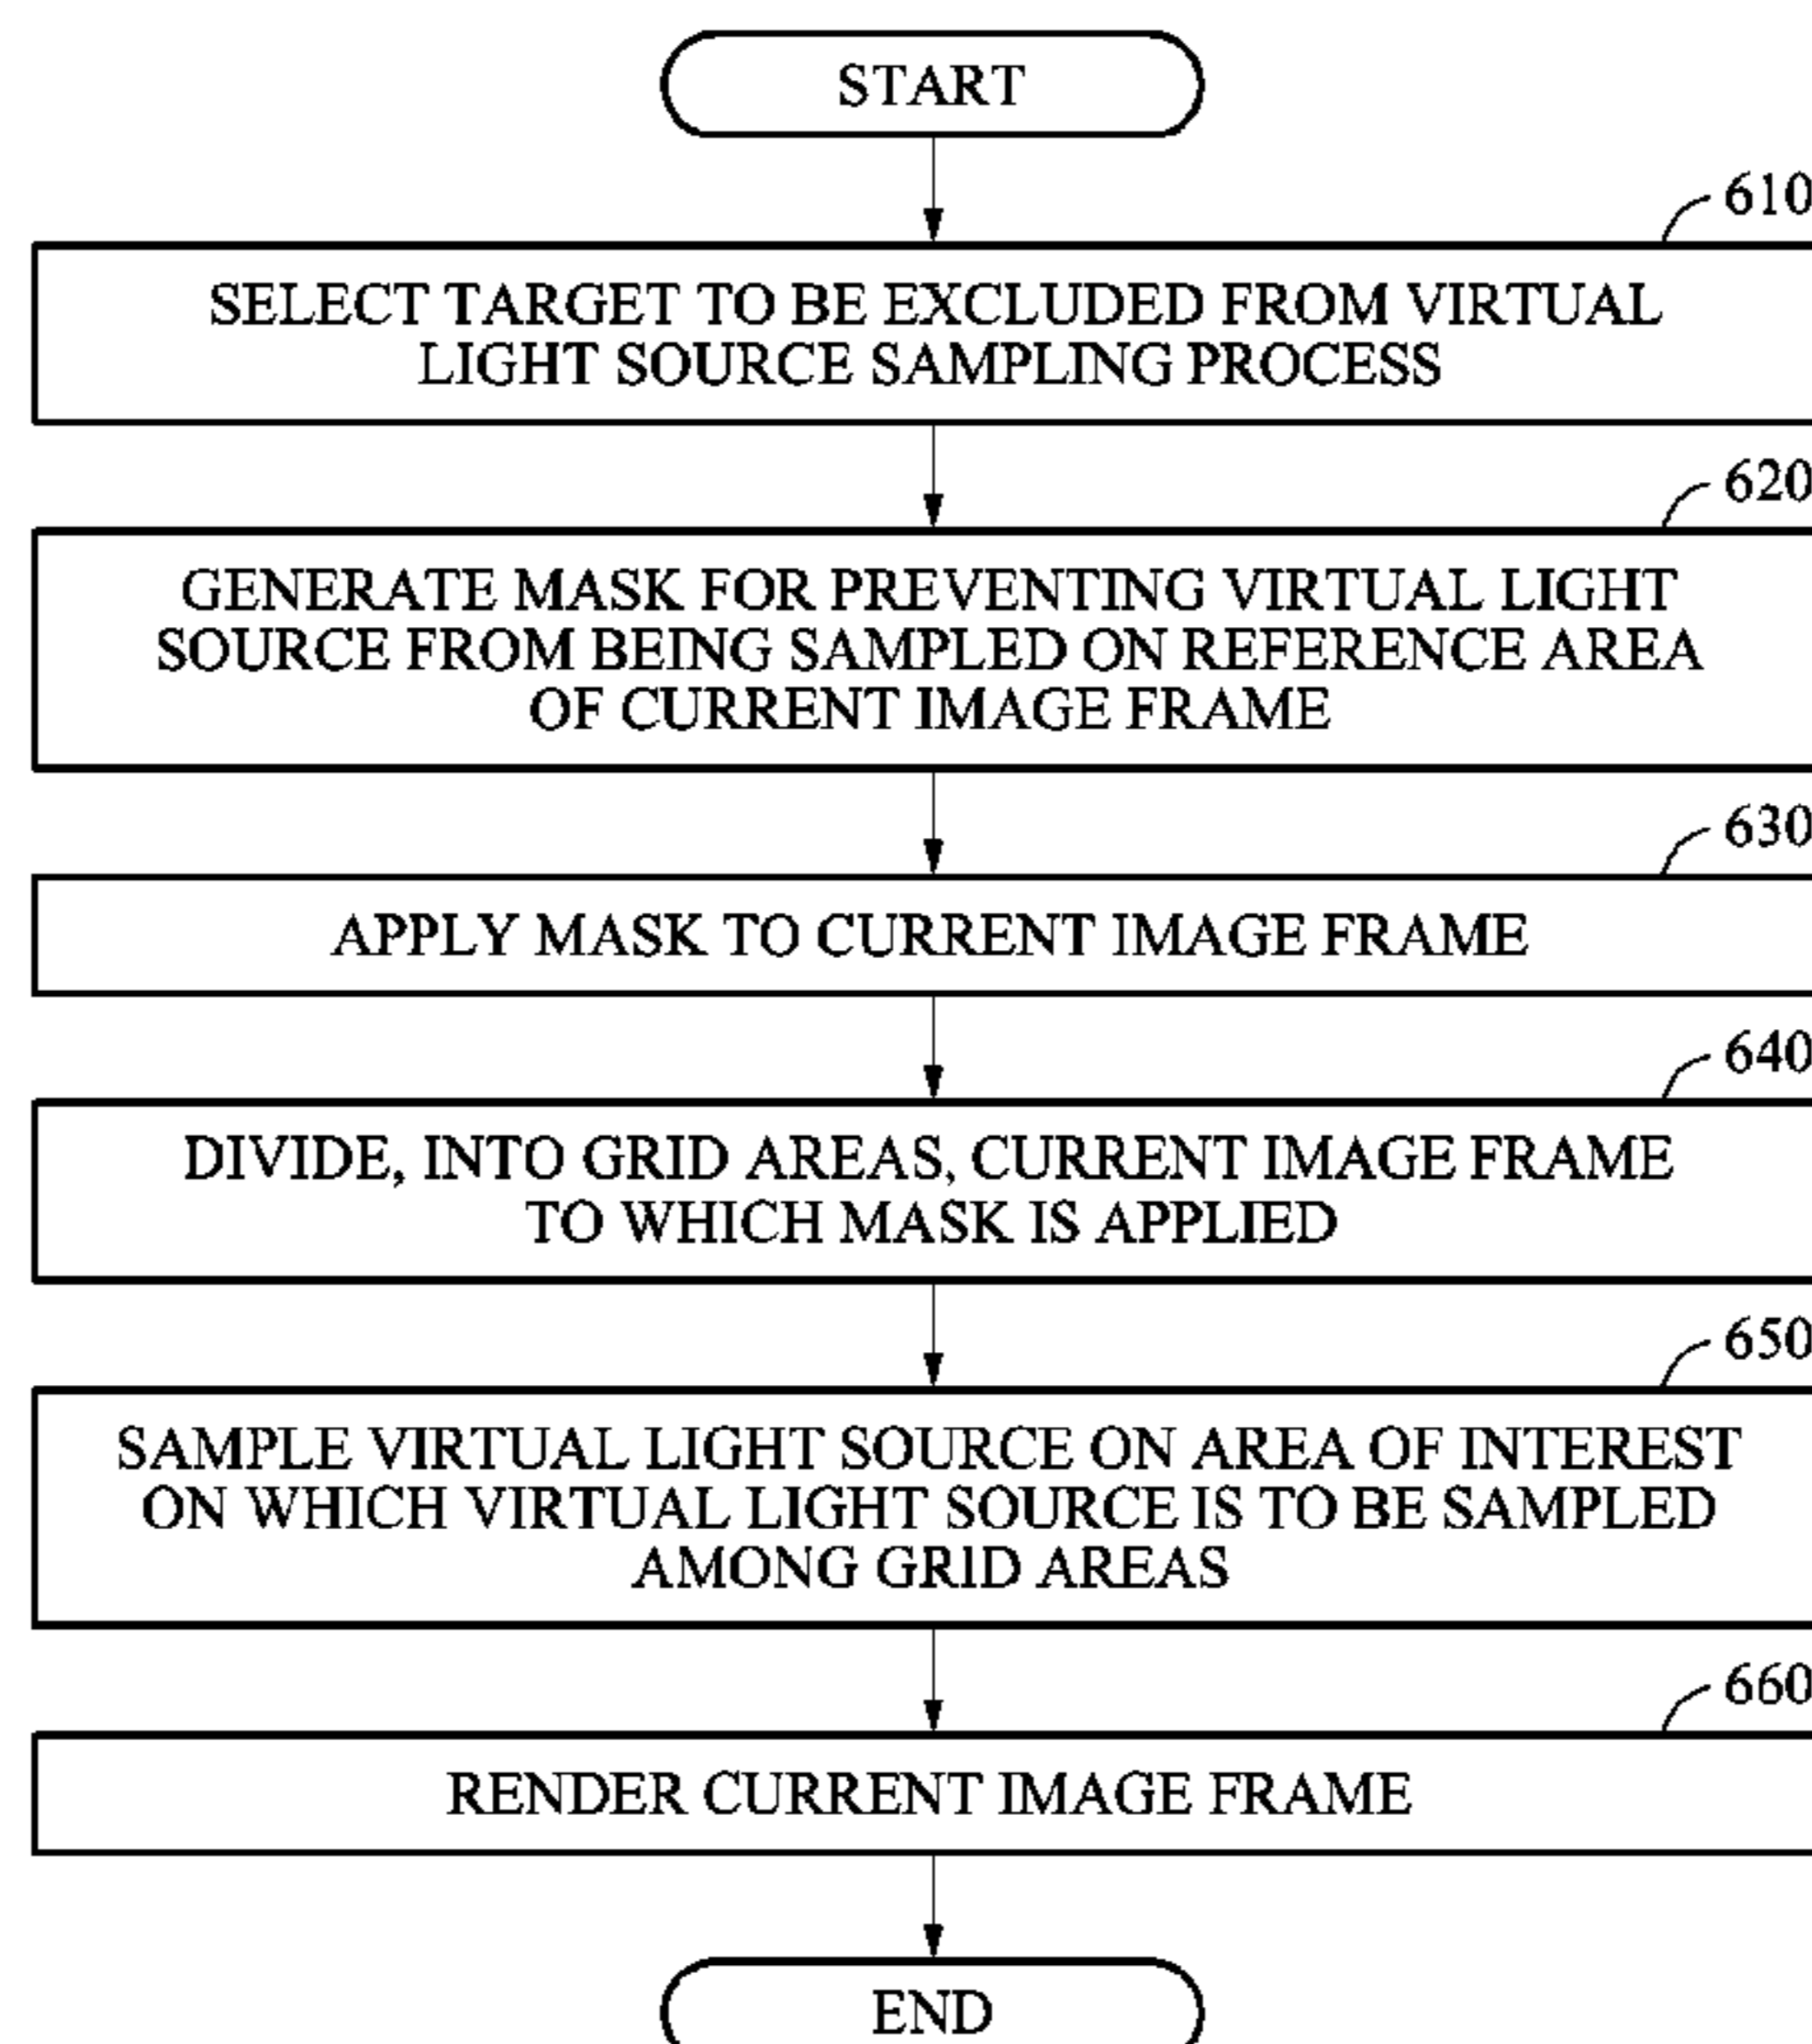 START
610
SELECT TARGET TO BE EXCLUDED FROM VIRTUAL
LIGHT SOURCE SAMPLING PROCESS
620
GENERATE MASK FOR PREVENTING VIRTUAL LIGHT
SOURCE FROM BEING SAMPLED ON REFERENCE AREA
OF CURRENT IMAGE FRAME
630
APPLY MASK TO CURRENT IMAGE FRAME
640
DIVIDE, INTO GRID AREAS, CURRENT IMAGE FRAME
TO WHICH MASK IS APPLIED
650
SAMPLE VIRTUAL LIGHT SOURCE ON AREA OF INTEREST
ON WHICH VIRTUAL LIGHT SOURCE IS TO BE SAMPLED
AMONG GRID AREAS
660
RENDER CURRENT IMAGE FRAME
END